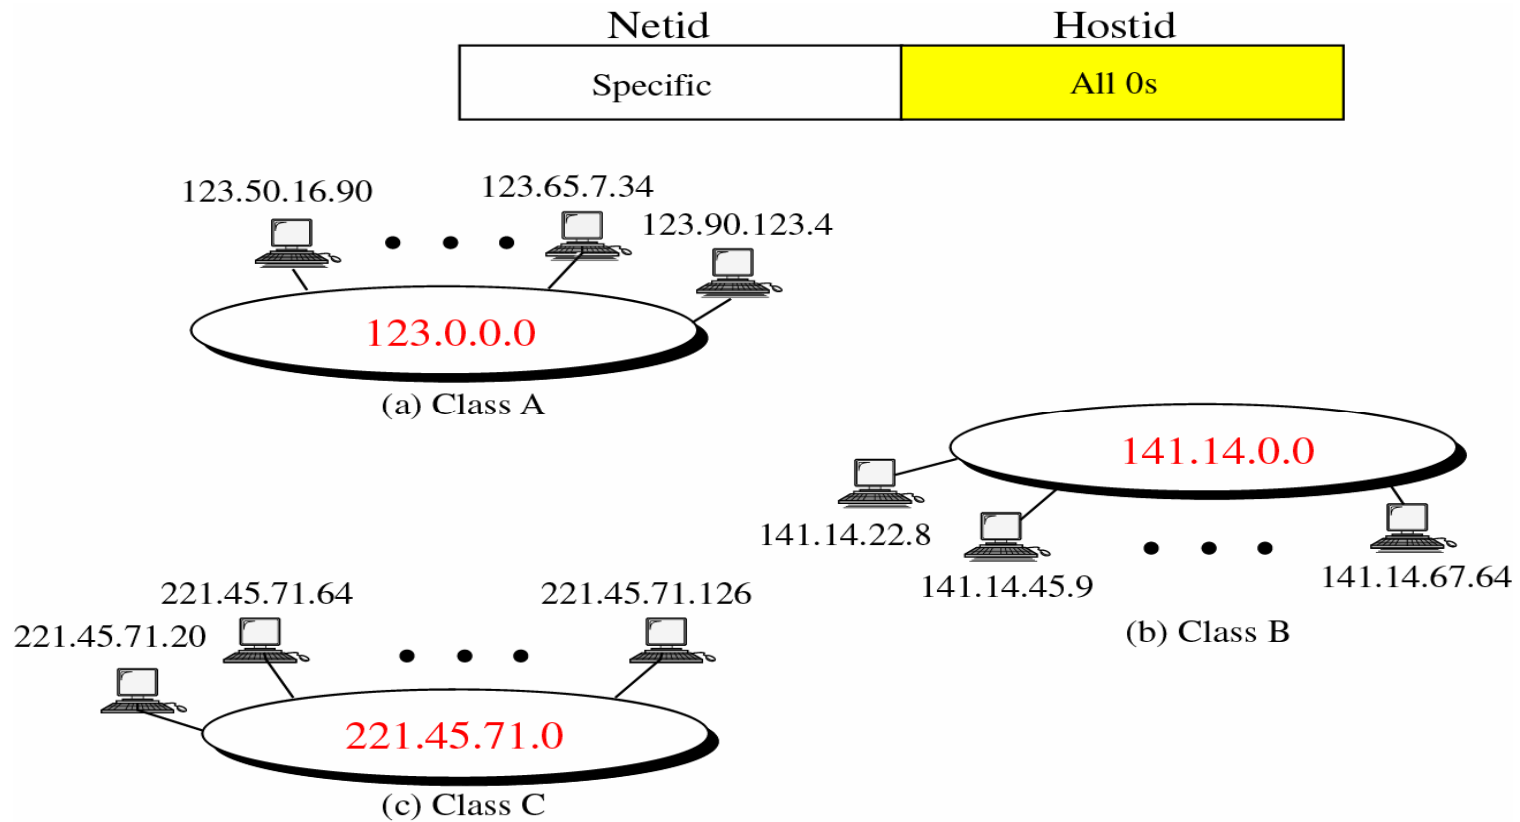 Netid Hostid
Specific All 0s
123.50.16.90 123.65.7.34
123.90.123.4
123.0.0.0
(a) Class A
141.14.0.0
141.14.22.8
141.14.45.9 141.14.67.64
(b) Class B
221.45.71.64 221.45.71.126
221.45.71.20
221.45.71.0
(c) Class C